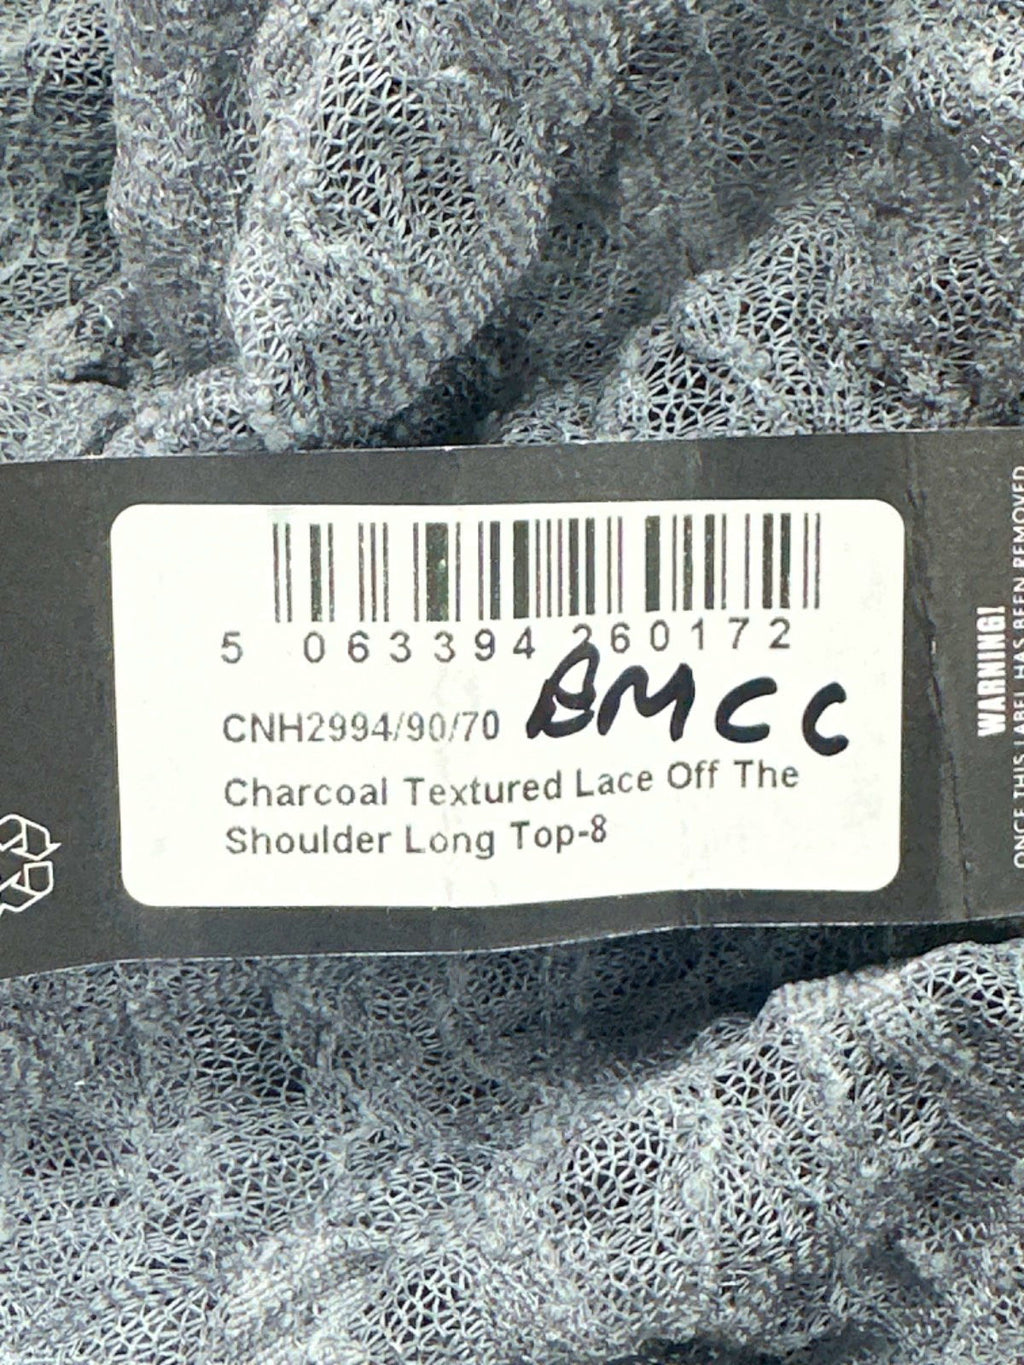 5 063394 260172
CNH2994/90/70 BMCC
Charcoal Textured Lace Off The
Shoulder Long Top-8
WARNING!
ONCE THIS LABEL HAS BEEN REMOVED